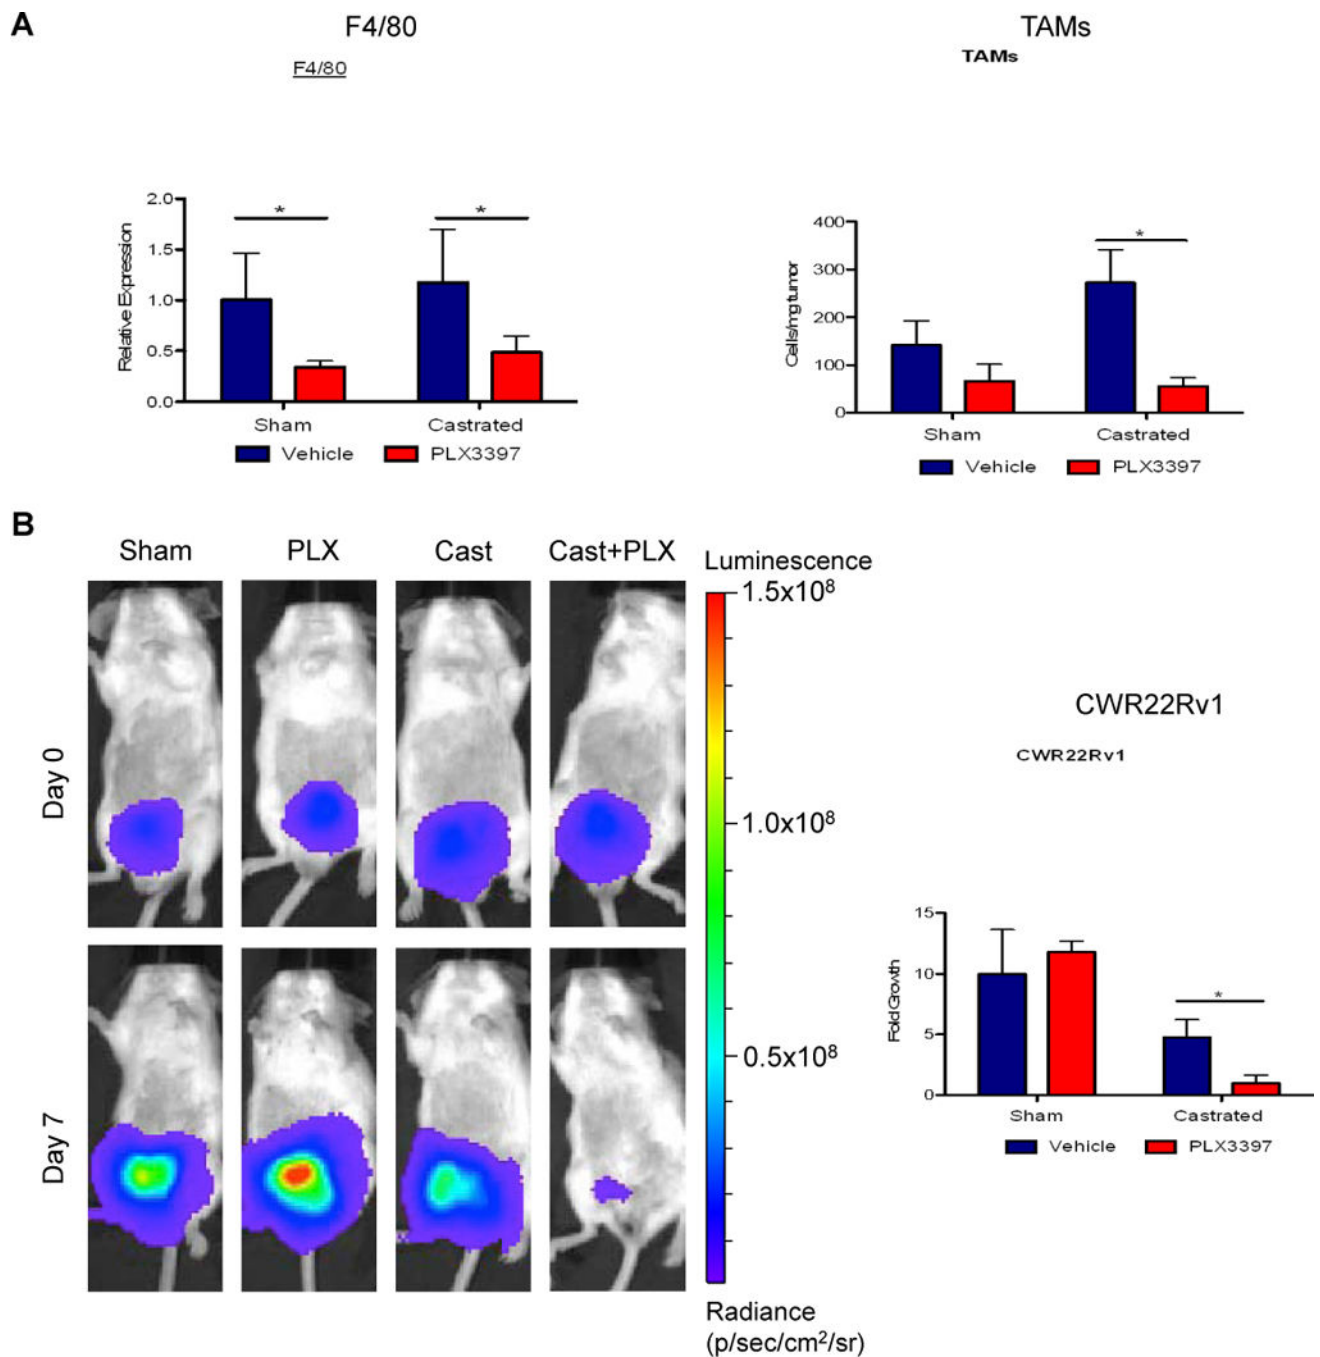 A
F4/80
F4/80
Relative Expression
2.0
1.5
1.0
0.5
0.0
*
*
Sham
Castrated
Vehicle
PLX3397
TAMs
TAMs
Cells/mg tumor
400
300
200
100
0
*
Sham
Castrated
Vehicle
PLX3397
B
Sham
PLX
Cast
Cast+PLX
Day 0
Day 7
Luminescence
1.5x10⁸
1.0x10⁸
0.5x10⁸
Radiance
(p/sec/cm²/sr)
CWR22Rv1
CWR22Rv1
Fold Growth
15
10
5
0
*
Sham
Castrated
Vehicle
PLX3397